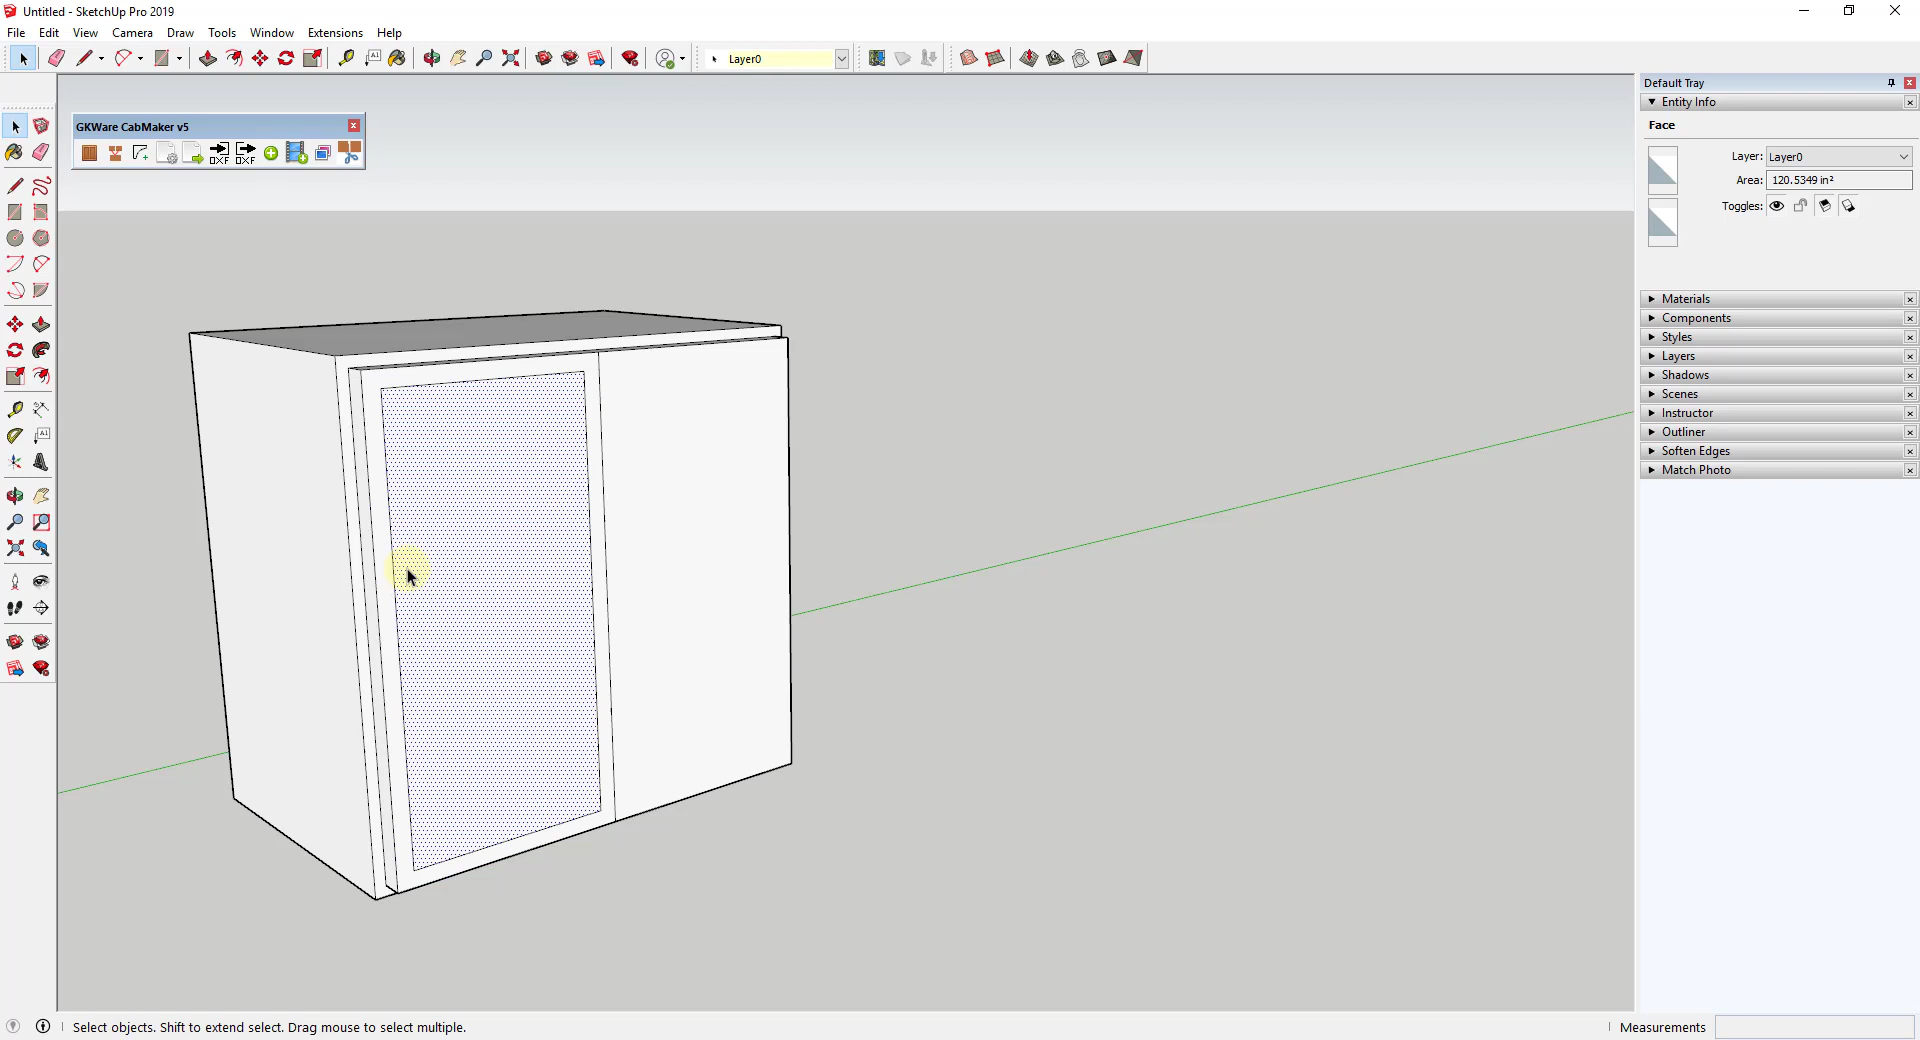 Untitled - SketchUp Pro 2019
File Edit View Camera Draw Tools Window Extensions Help
A1 Layer0
GKWare CabMaker v5
DXF DXF
A1
Default Tray
Entity Info
Face
Layer: Layer0
Area: 120.5349 in²
Toggles:
Materials
Components
Styles
Layers
Shadows
Scenes
Instructor
Outliner
Soften Edges
Match Photo
Select objects. Shift to extend select. Drag mouse to select multiple. Measurements